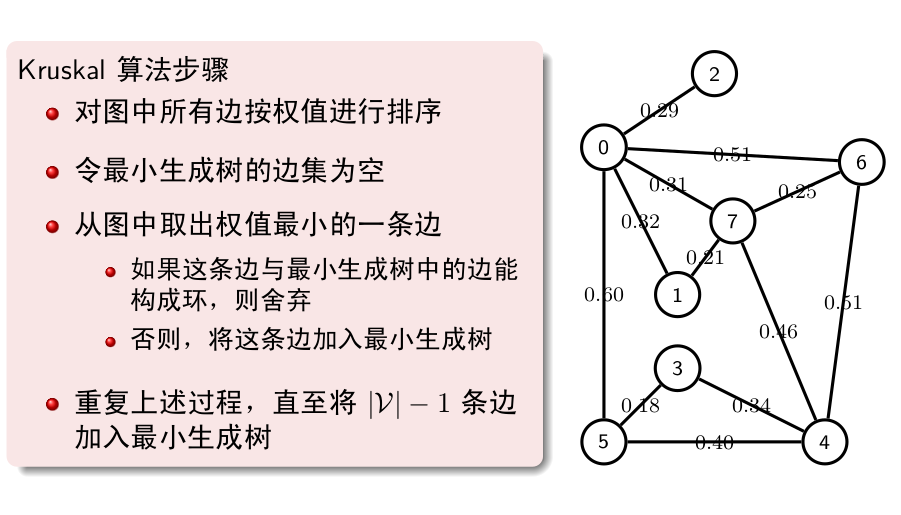 Kruskal 算法步骤
对图中所有边按权值进行排序
令最小生成树的边集为空
从图中取出权值最小的一条边
如果这条边与最小生成树中的边能
构成环，则舍弃
否则，将这条边加入最小生成树
重复上述过程，直至将 |𝒱| − 1 条边
加入最小生成树
2
0.29
0
0.51
6
0.31
0.25
0.32
7
0.21
0.60
1
0.51
0.46
3
0.18
0.34
5
0.40
4